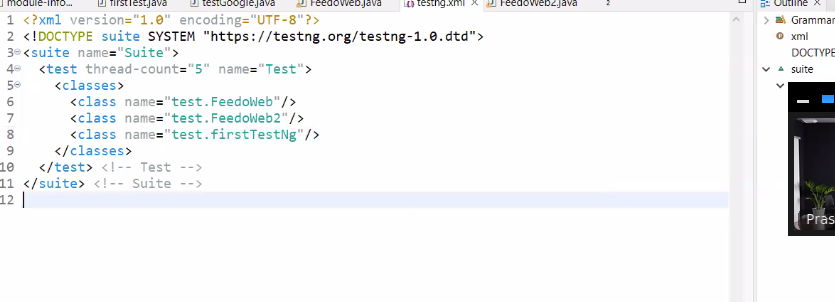 module-info... firstTest.java testGoogle.java FeedoWeb.java testng.xml FeedoWeb2.java 2 Outline
1 <?xml version="1.0" encoding="UTF-8"?>
2 <!DOCTYPE suite SYSTEM "https://testng.org/testng-1.0.dtd">
3 <suite name="Suite">
4 <test thread-count="5" name="Test">
5 <classes>
6 <class name="test.FeedoWeb"/>
7 <class name="test.FeedoWeb2"/>
8 <class name="test.firstTestNg"/>
9 </classes>
10 </test> <!-- Test -->
11 </suite> <!-- Suite -->
12
Grammar
xml
DOCTYPE
suite
Pras